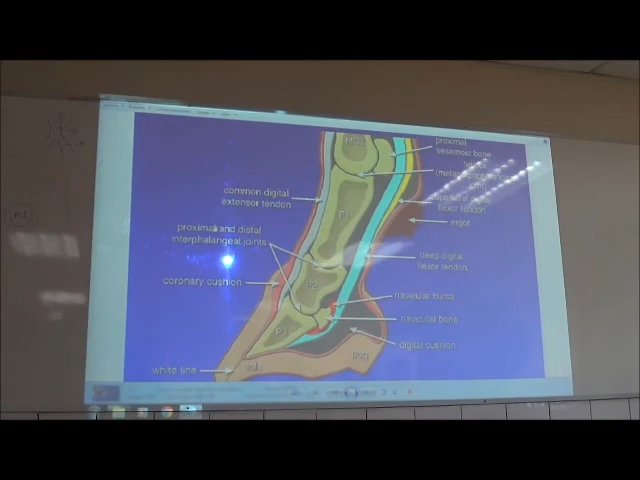 proximal
sesamoid bone
common digital
extensor tendon
flexor tendon
ergot
P1
proximal and distal
interphalangeal joints
deep digital
flexor tendon
coronary cushion
P2
navicular bursa
navicular bone
P3
digital cushion
frog
white line